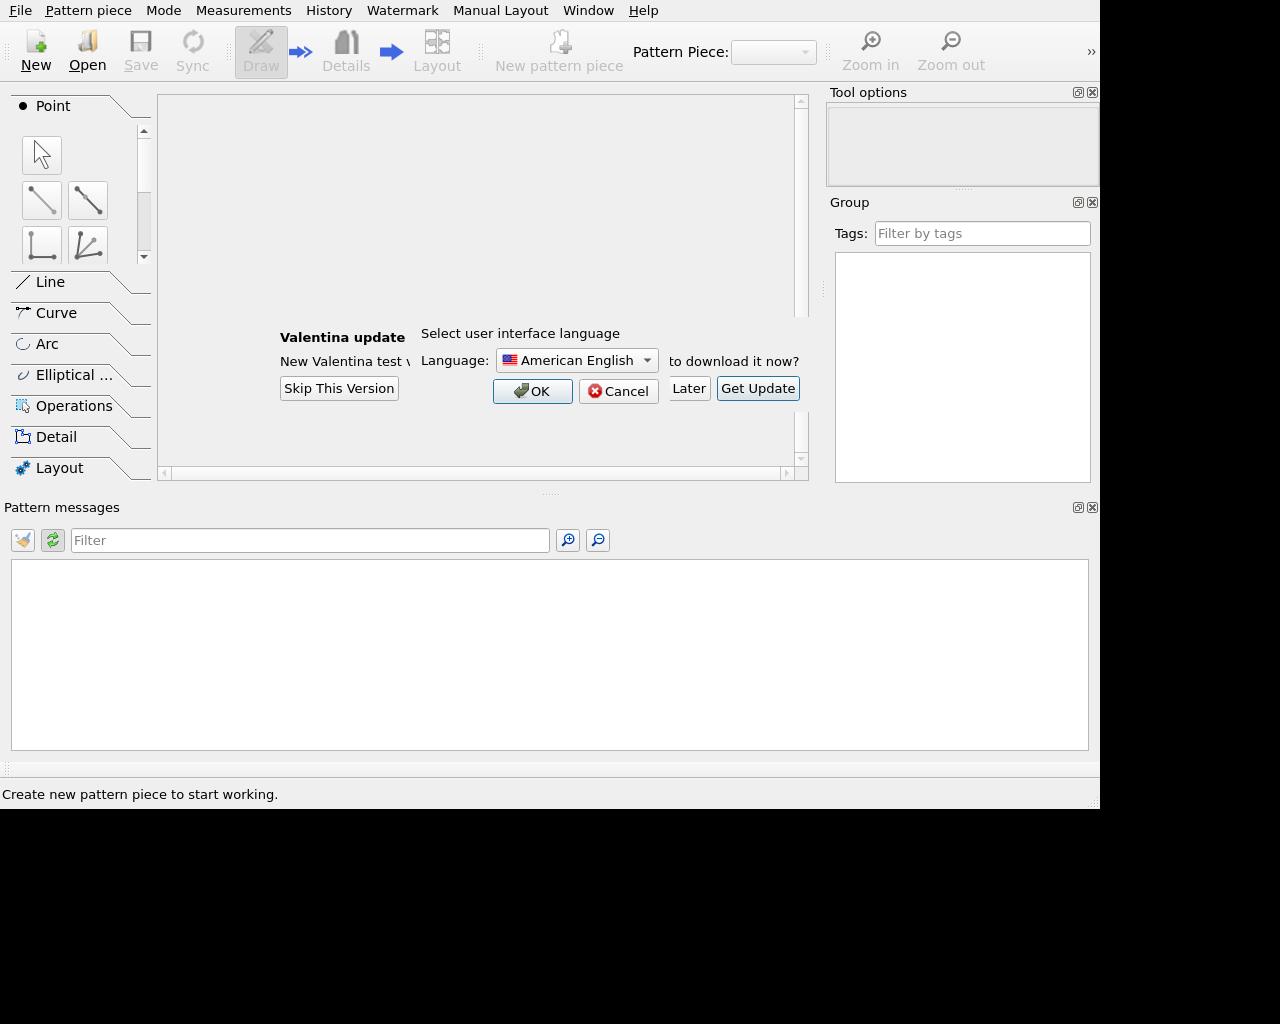 File Pattern piece Mode Measurements History Watermark Manual Layout Window Help
New Open Save Sync Draw Details Layout New pattern piece Pattern Piece: Zoom in Zoom out »
Point
Line
Curve
Arc
Elliptical ...
Operations
Detail
Layout
Valentina update
New Valentina test
to download it now?
Skip This Version
Later
Get Update
Select user interface language
Language: American English
OK Cancel
Tool options
Group
Tags: Filter by tags
Pattern messages
Filter
Create new pattern piece to start working.